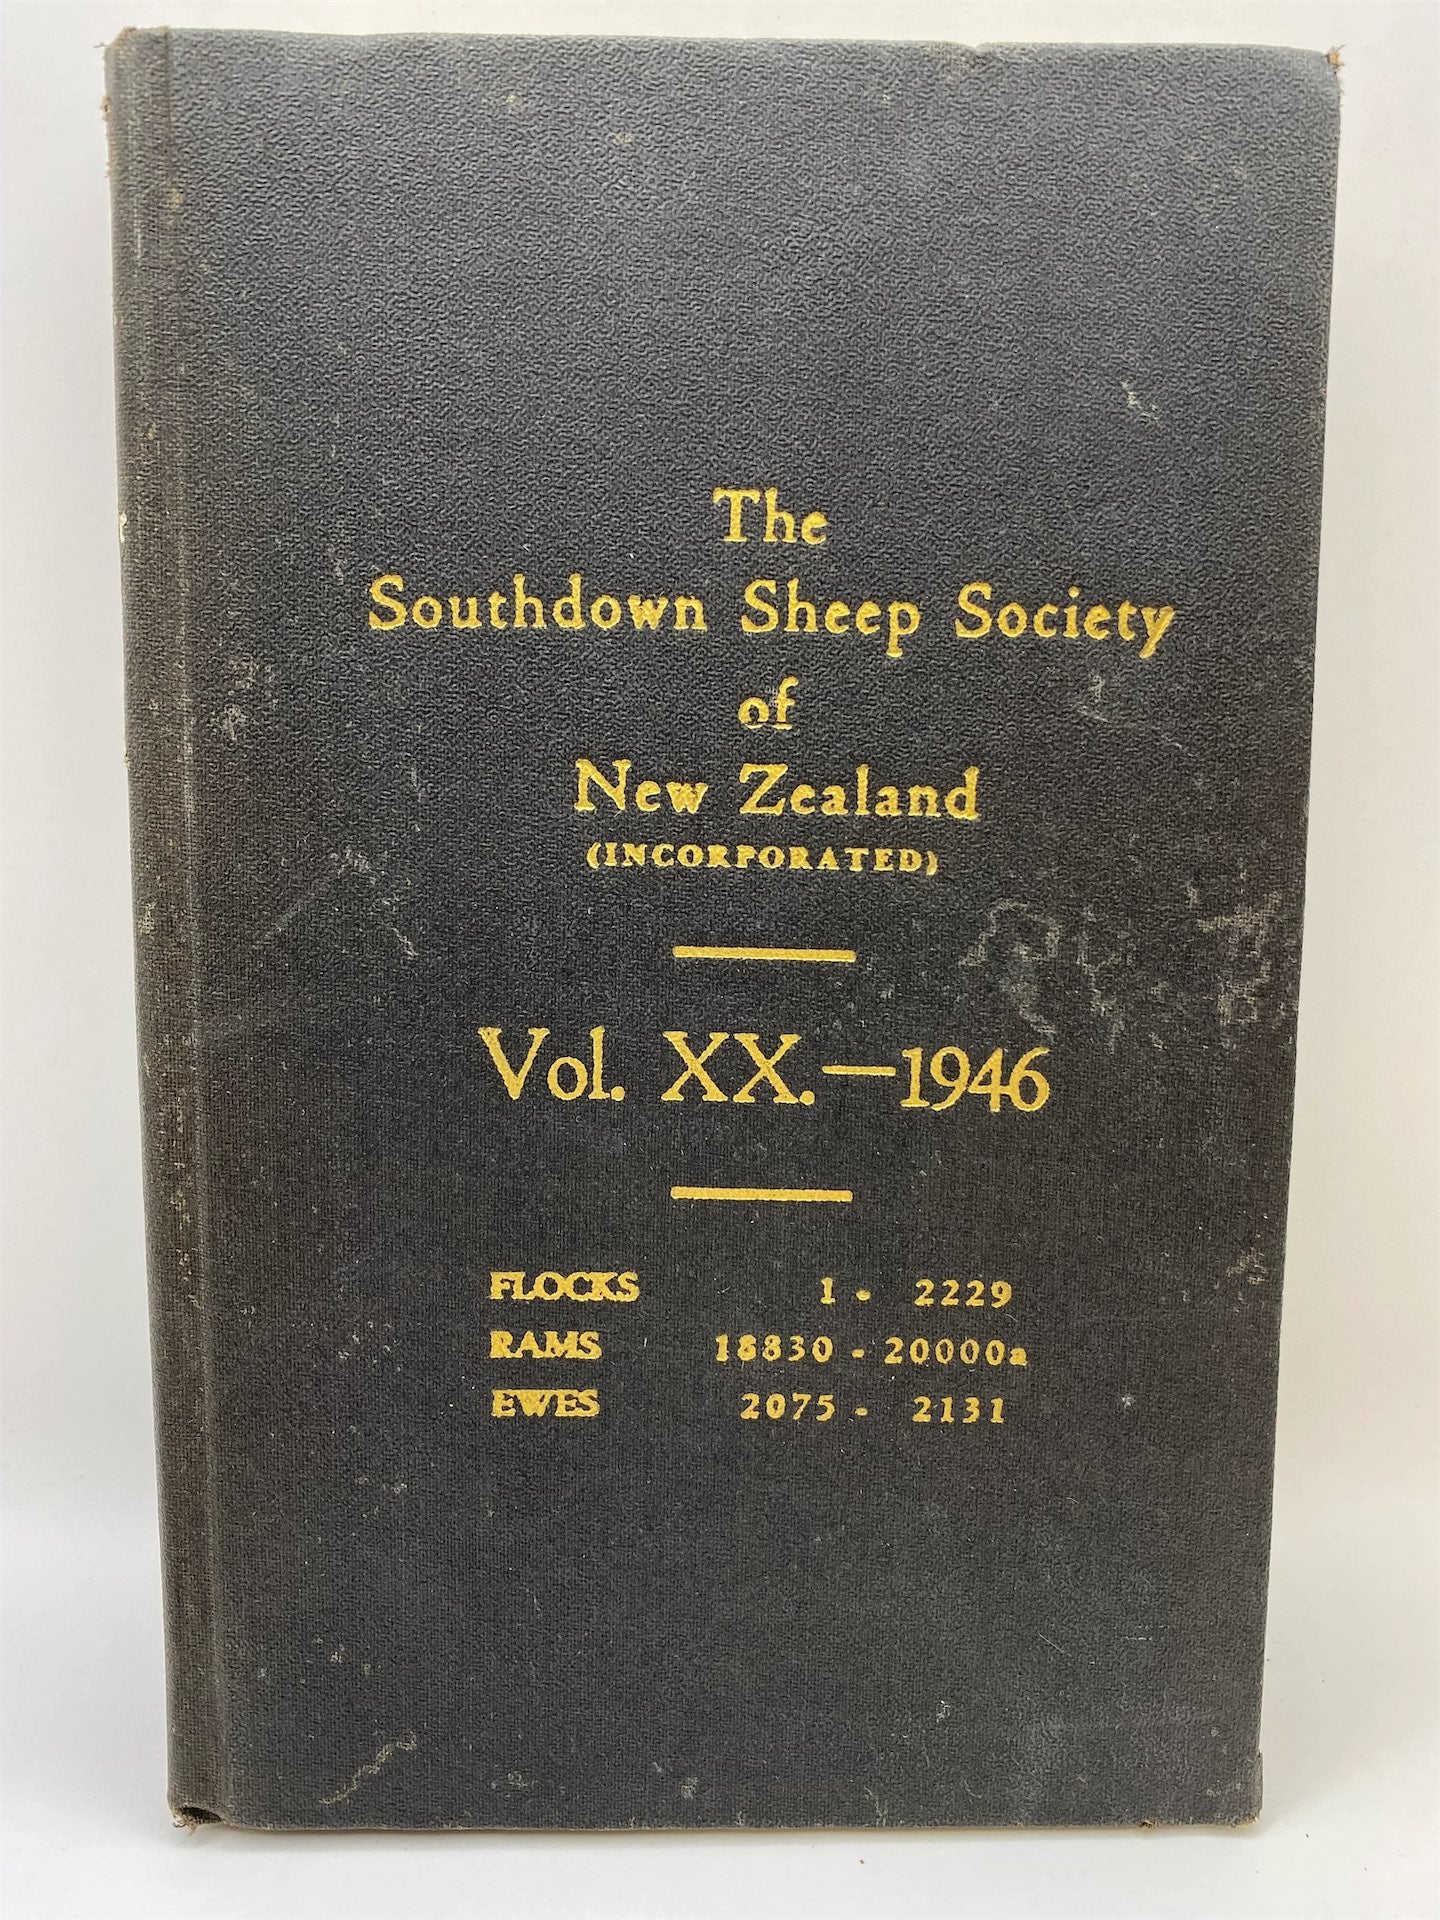 The
Southdown Sheep Society
of
New Zealand
(INCORPORATED)
Vol. XX.—1946
FLOCKS 1 - 2229
RAMS 18830 - 20000a
EWES 2075 - 2131